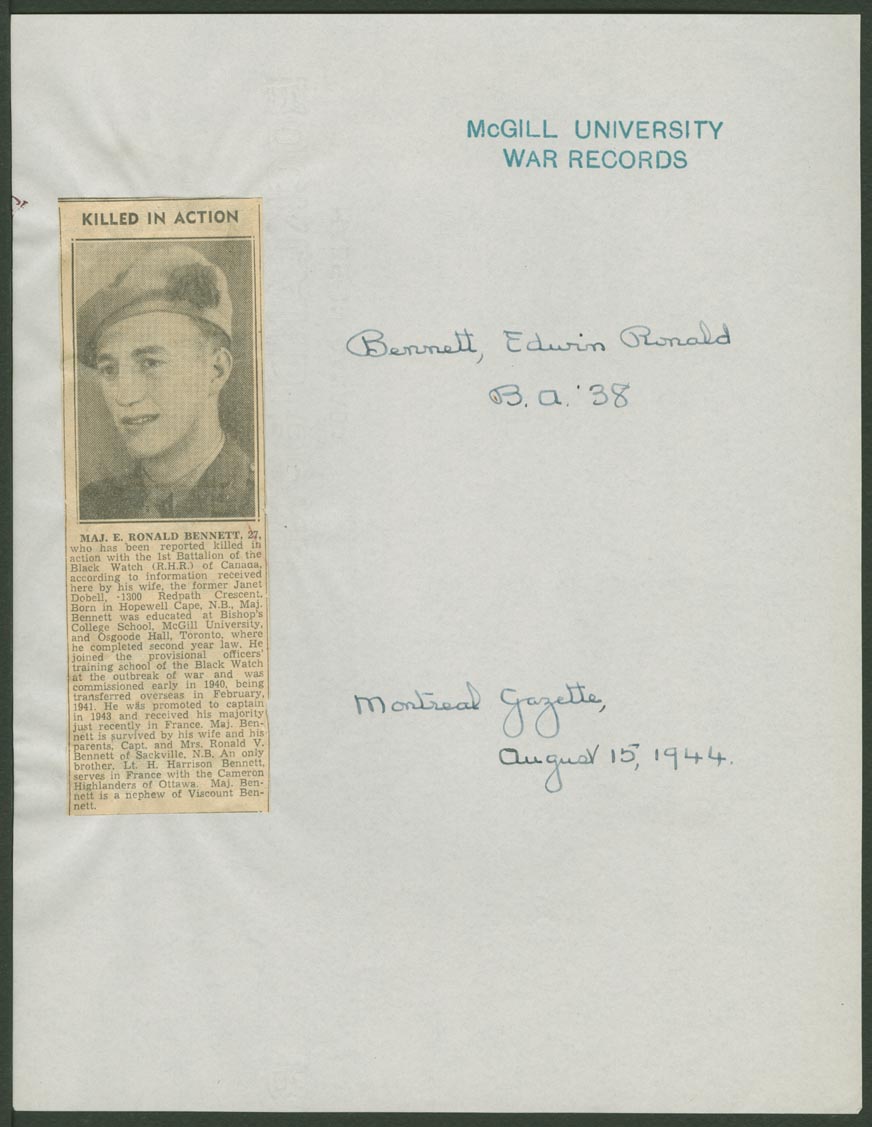 McGILL UNIVERSITY
WAR RECORDS
KILLED IN ACTION
Bennett, Edwin Ronald
B.A. '38
MAJ. E. RONALD BENNETT, 27,
who has been reported killed in
action with the 1st Battalion of the
Black Watch (R.H.R.) of Canada,
according to information received
here by his wife, the former Janet
Dobell, 1300 Redpath Crescent.
Born in Hopewell Cape, N.B., Maj.
Bennett was educated at Bishop's
College School, McGill University,
and Osgoode Hall, Toronto, where
he completed second year law. He
joined the provisional officers'
training school of the Black Watch
at the outbreak of war and was
commissioned early in 1940, being
transferred overseas in February,
1941. He was promoted to captain
in 1943 and received his majority
just recently in France. Maj. Ben-
nett is survived by his wife and his
parents, Capt. and Mrs. Ronald V.
Bennett of Sackville, N.B. An only
brother, Lt. H. Harrison Bennett,
serves in France with the Cameron
Highlanders of Ottawa. Maj. Ben-
nett is a nephew of Viscount Ben-
nett.
Montreal Gazette,
August 15, 1944.